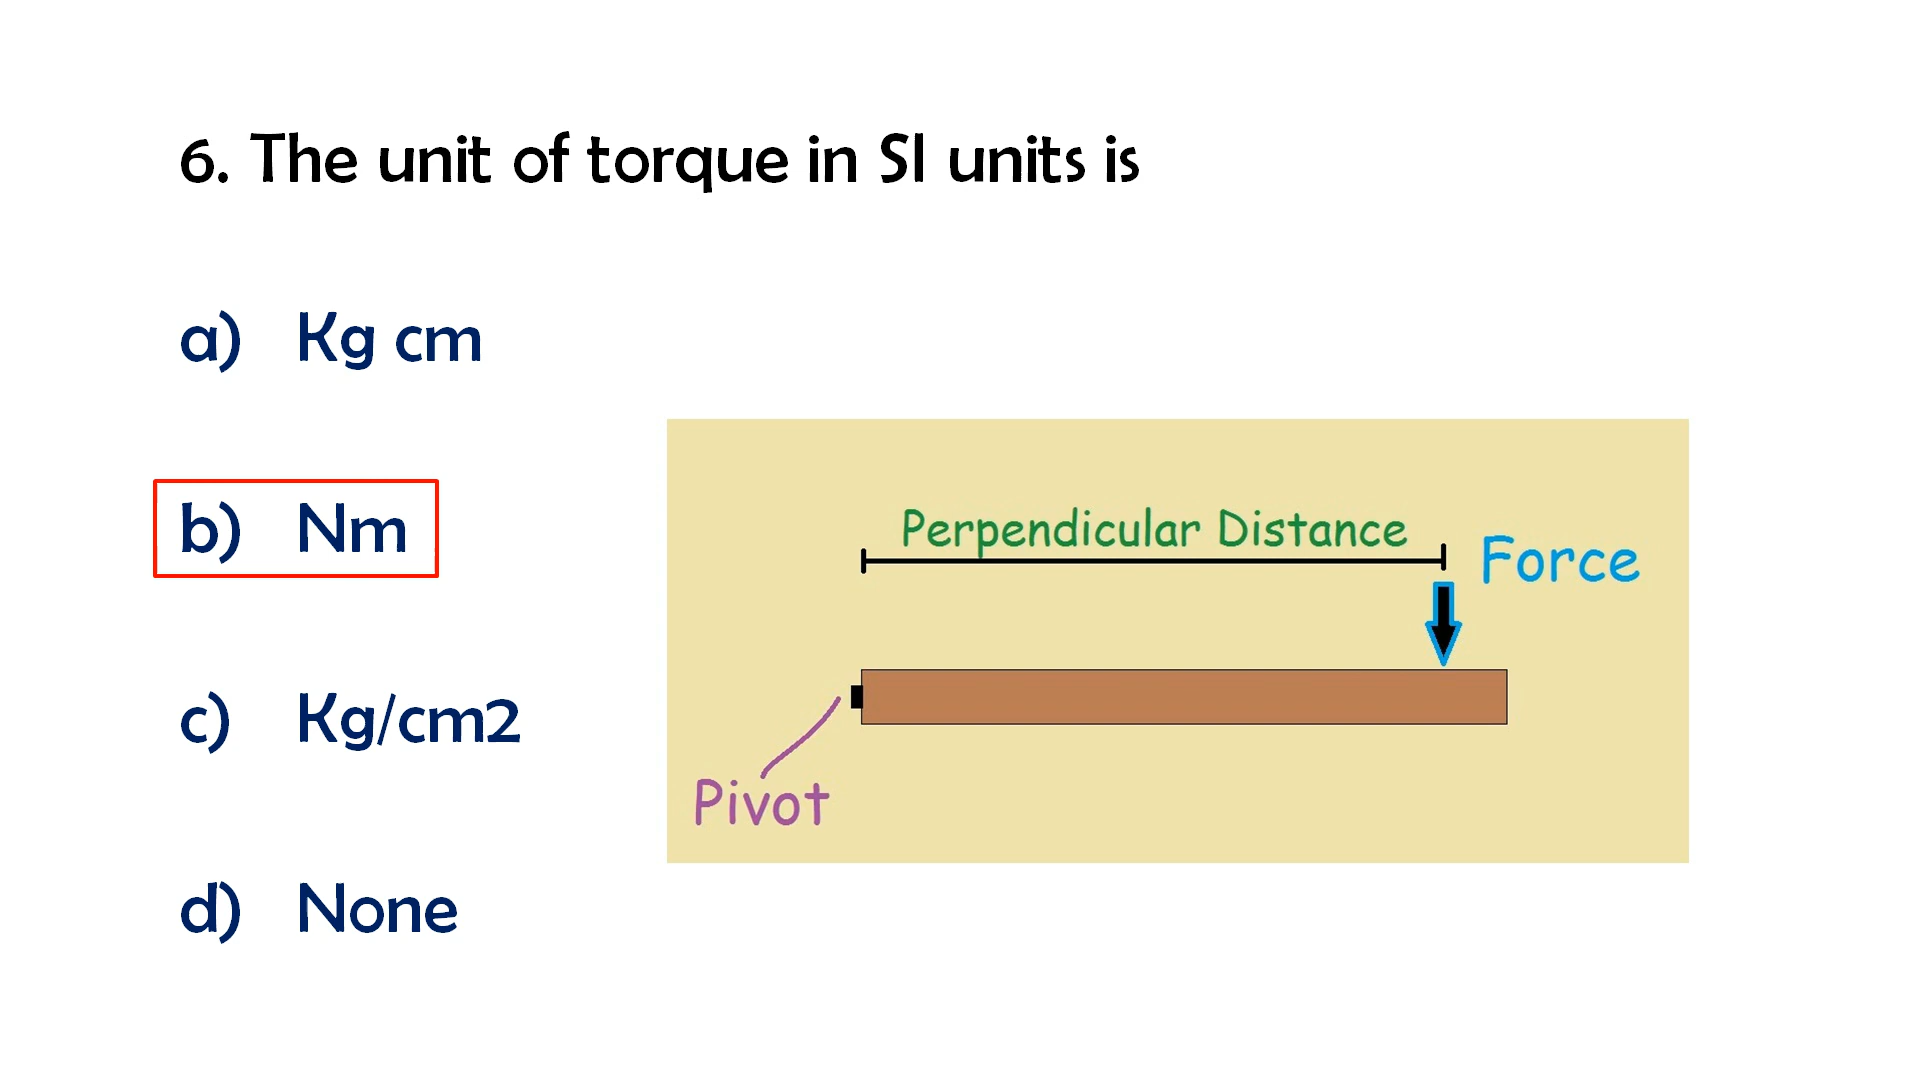 6. The unit of torque in SI units is
a) Kg cm
b) Nm
Perpendicular Distance
Force
c) Kg/cm2
Pivot
d) None